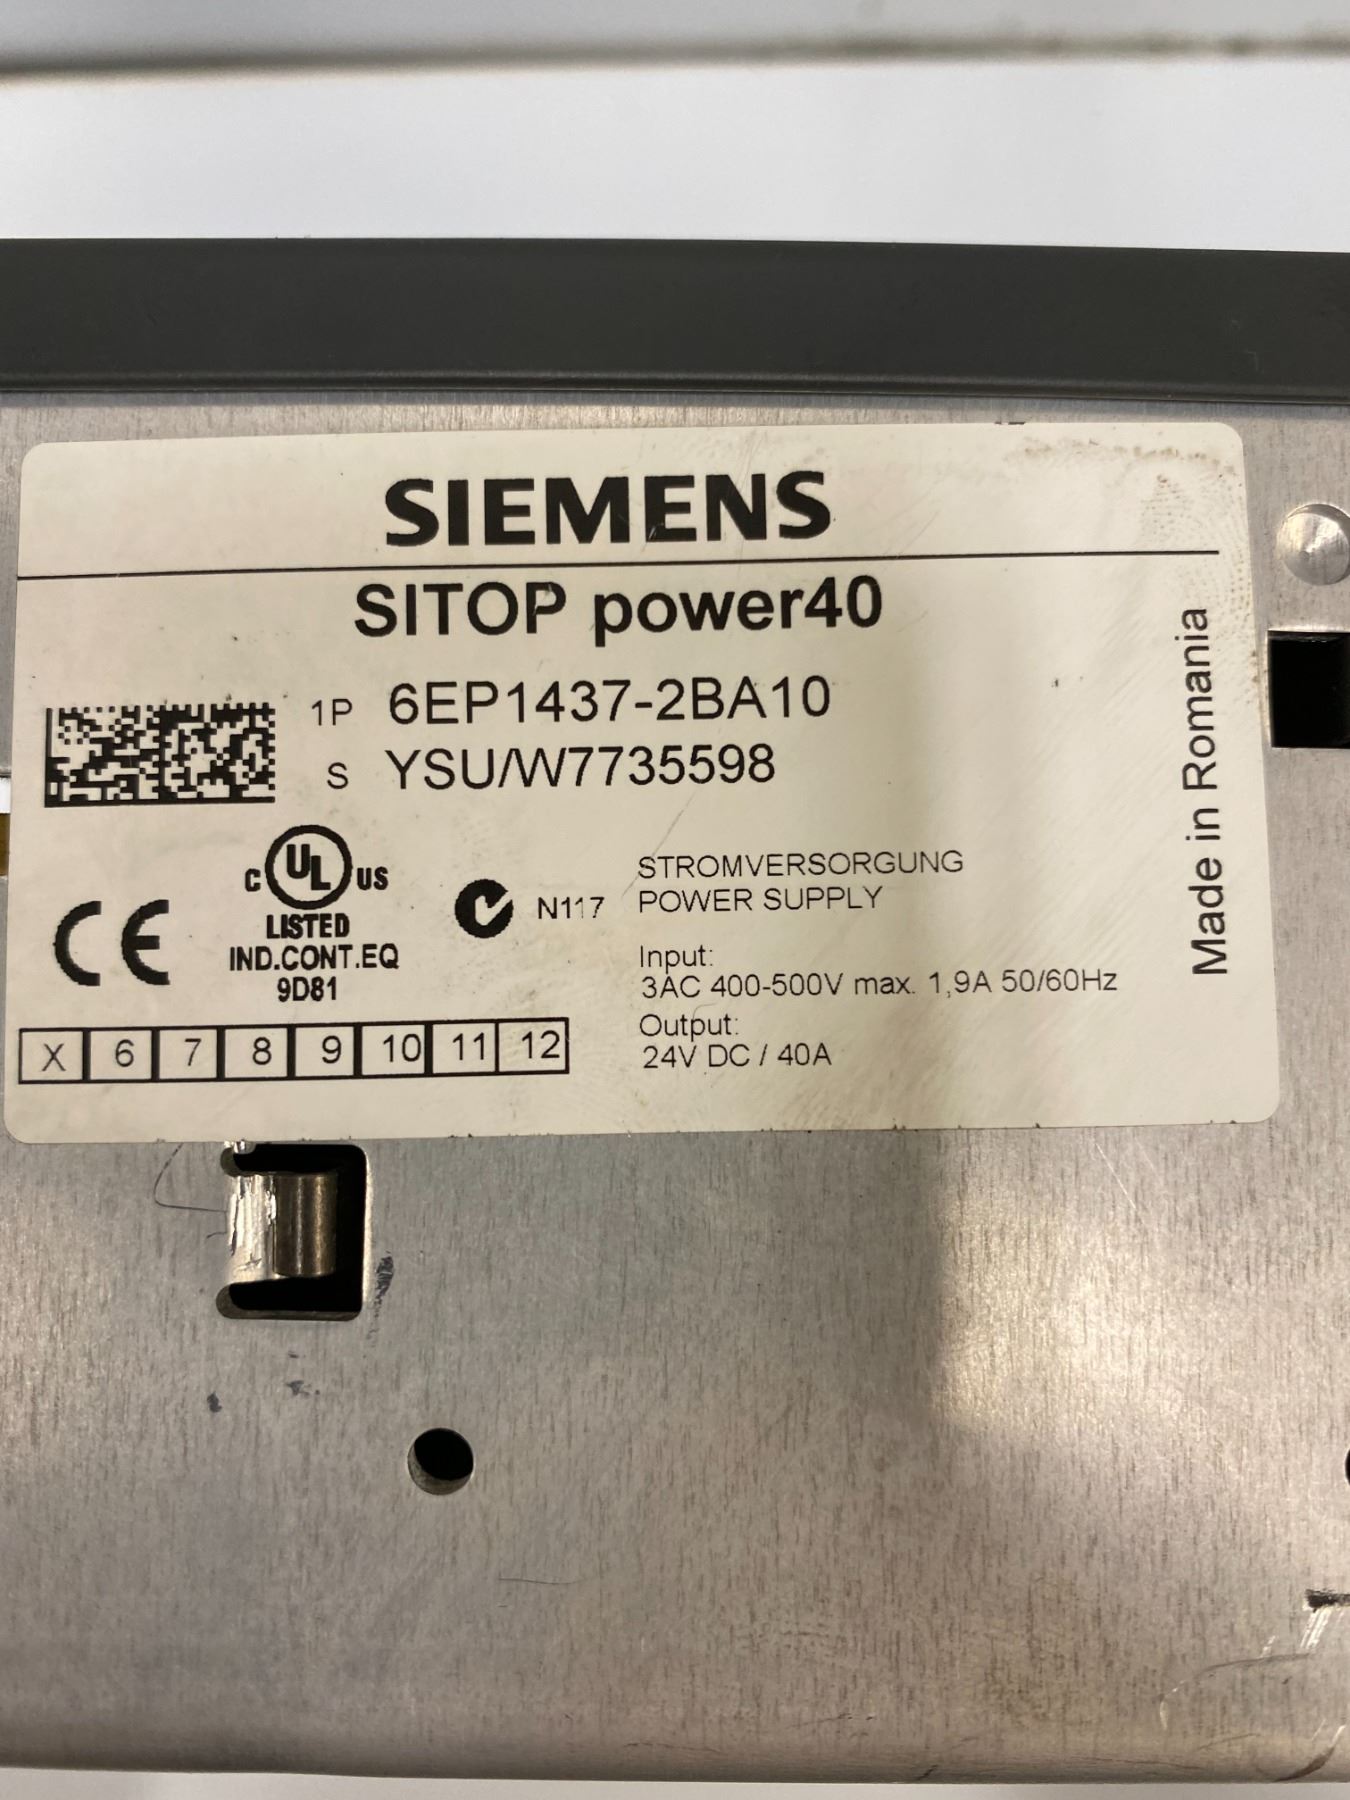 SIEMENS
SITOP power40
1P 6EP1437-2BA10
S YSU/W7735598
C UL US
LISTED
IND.CONT.EQ
9D81
CE
N117
STROMVERSORGUNG
POWER SUPPLY
Input:
3AC 400-500V max. 1,9A 50/60Hz
Output:
24V DC / 40A
X 6 7 8 9 10 11 12
Made in Romania